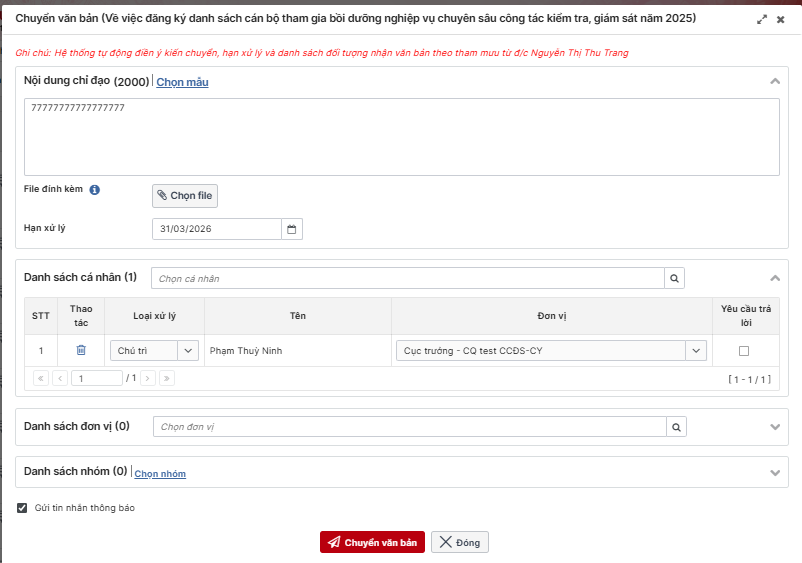 Chuyển văn bản (Về việc đăng ký danh sách cán bộ tham gia bồi dưỡng nghiệp vụ chuyên sâu công tác kiểm tra, giám sát năm 2025)
Ghi chú: Hệ thống tự động điền ý kiến chuyển, hạn xử lý và danh sách đối tượng nhận văn bản theo tham mưu từ đ/c Nguyễn Thị Thu Trang
Nội dung chỉ đạo (2000) | Chọn mẫu
77777777777777777
File đính kèm Chọn file
Hạn xử lý 31/03/2026
Danh sách cá nhân (1) Chọn cá nhân
STT Thao tác Loại xử lý Tên Đơn vị Yêu cầu trả lời
1 Chủ trì Phạm Thuỳ Ninh Cục trưởng - CQ test CCĐS-CY
« ‹ 1 / 1 › » [ 1 - 1 / 1 ]
Danh sách đơn vị (0) Chọn đơn vị
Danh sách nhóm (0) | Chọn nhóm
Gửi tin nhắn thông báo
Chuyển văn bản Đóng